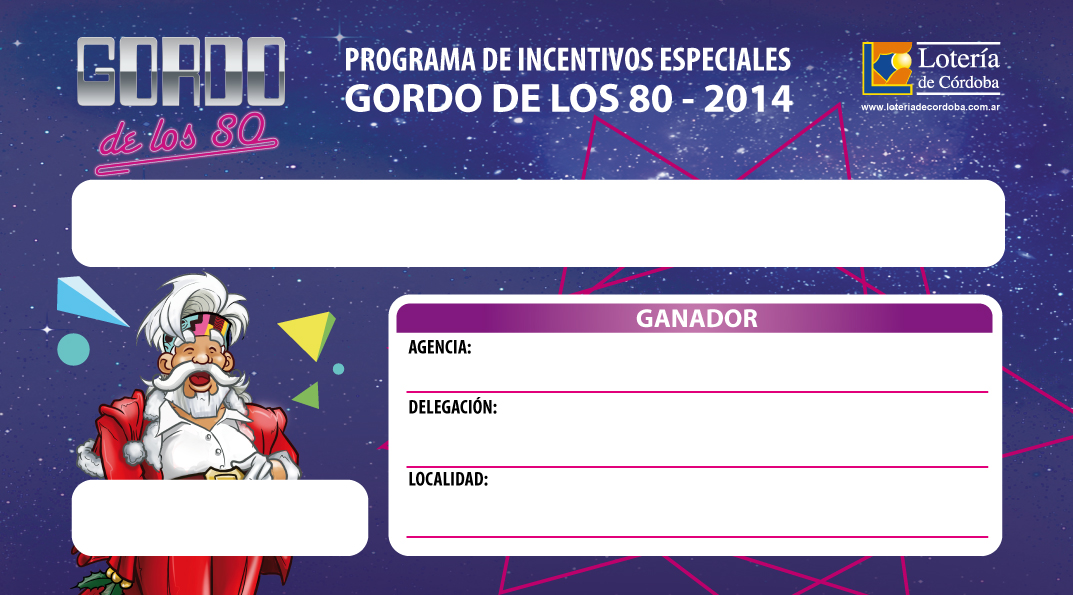 GORDO
de los 80
PROGRAMA DE INCENTIVOS ESPECIALES
GORDO DE LOS 80 - 2014
Lotería
de Córdoba
www.loteriadecordoba.com.ar
GANADOR
AGENCIA:
DELEGACIÓN:
LOCALIDAD: